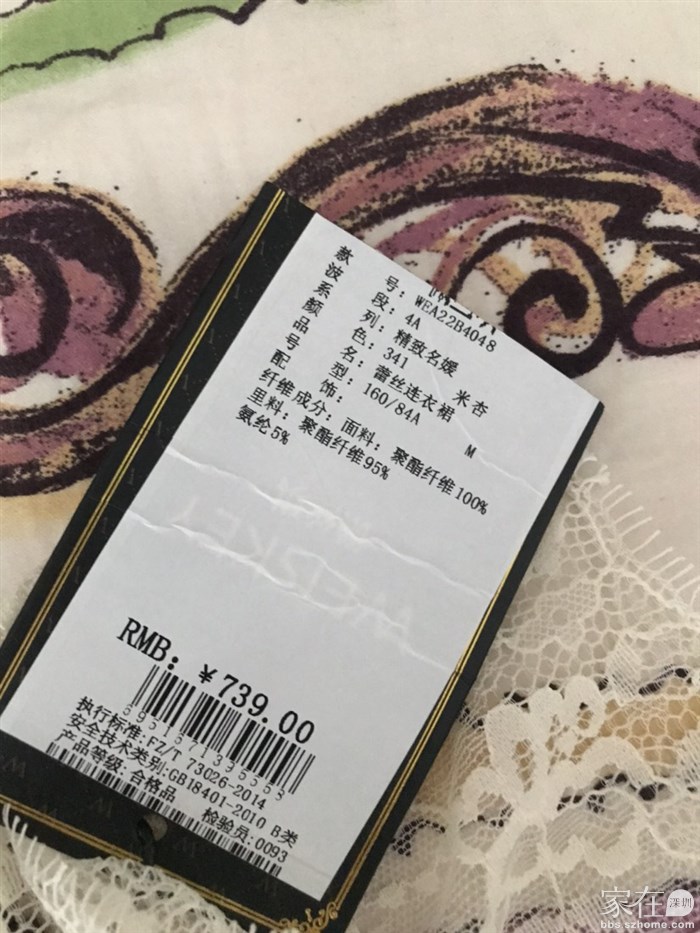 款 号: WEA22B4048
波 段: 4A
系 列: 精致名媛
颜 色: 341 米杏
品 名: 蕾丝连衣裙
号 型: 160/84A M
配 饰:
纤维成分: 面料: 聚酯纤维100%
里料: 聚酯纤维95%
氨纶5%
RMB: ¥739.00
执行标准:FZ/T 73026-2014
安全技术类别:GB18401-2010 B类
产品等级:合格品 检验员:0093
家在 深圳
bbs.szhome.com